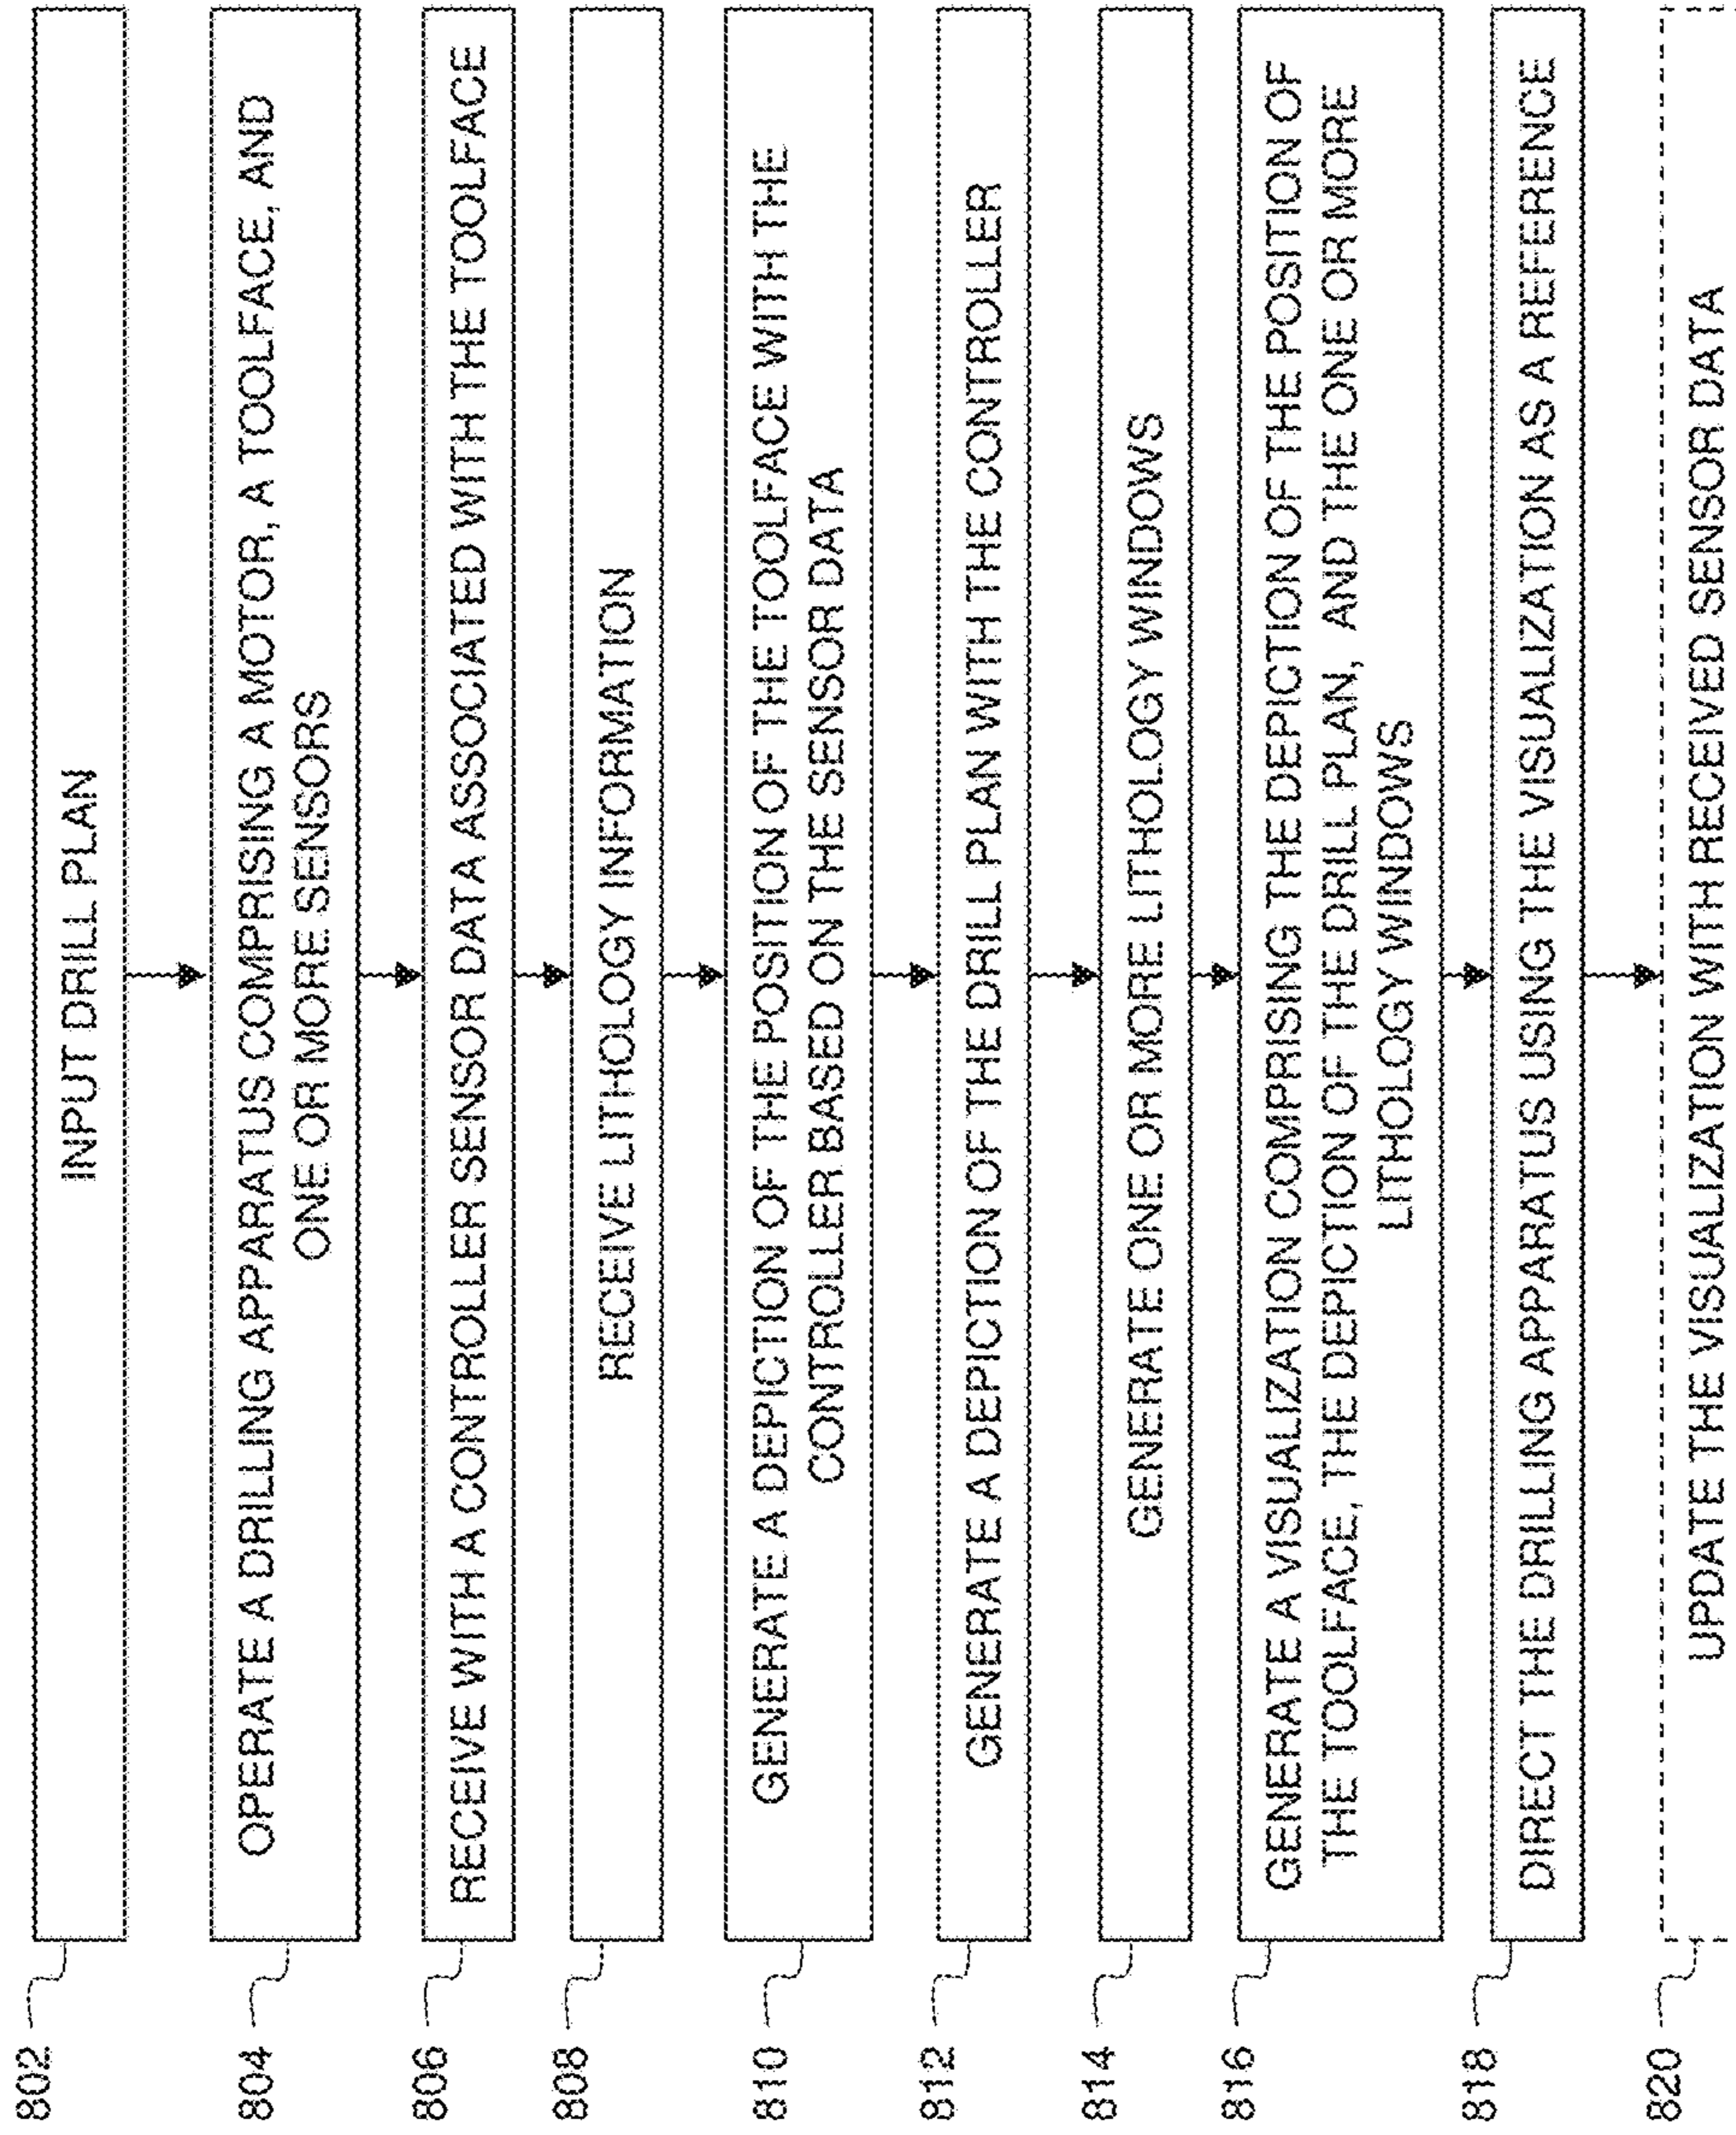 802
INPUT DRILL PLAN
804
OPERATE A DRILLING APPARATUS COMPRISING A MOTOR, A TOOLFACE, AND
ONE OR MORE SENSORS
806
RECEIVE WITH A CONTROLLER SENSOR DATA ASSOCIATED WITH THE TOOLFACE
808
RECEIVE LITHOLOGY INFORMATION
810
GENERATE A DEPICTION OF THE POSITION OF THE TOOLFACE WITH THE
CONTROLLER BASED ON THE SENSOR DATA
812
GENERATE A DEPICTION OF THE DRILL PLAN WITH THE CONTROLLER
814
GENERATE ONE OR MORE LITHOLOGY WINDOWS
816
GENERATE A VISUALIZATION COMPRISING THE DEPICTION OF THE POSITION OF
THE TOOLFACE, THE DEPICTION OF THE DRILL PLAN, AND THE ONE OR MORE
LITHOLOGY WINDOWS
818
DIRECT THE DRILLING APPARATUS USING THE VISUALIZATION AS A REFERENCE
820
UPDATE THE VISUALIZATION WITH RECEIVED SENSOR DATA